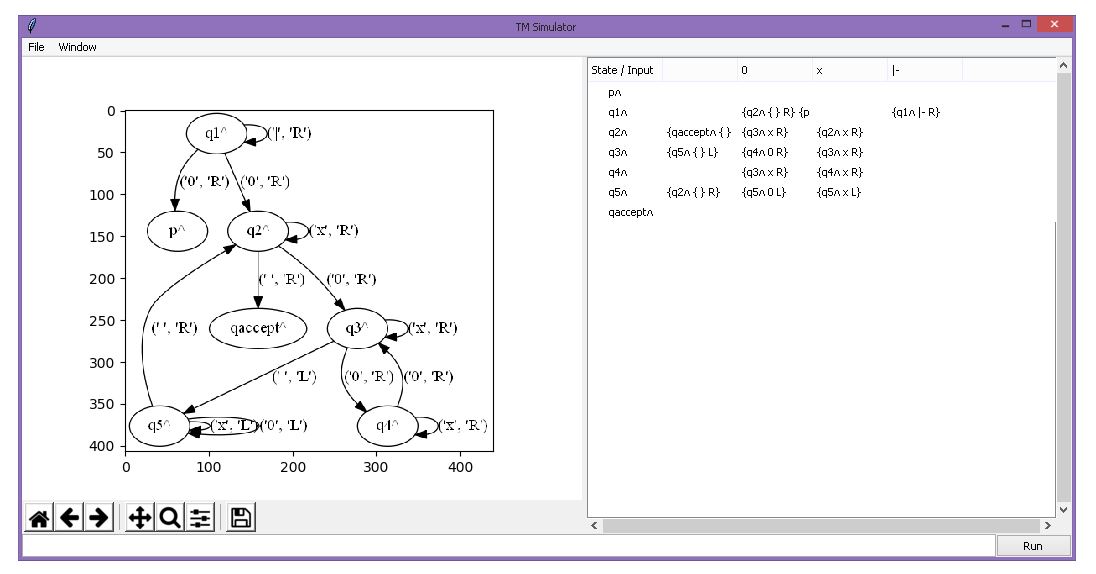 TM Simulator
File Window
0
50
100
150
200
250
300
350
400
0 100 200 300 400
q1^ ('|', 'R')
('0', 'R') ('0', 'R')
p^ q2^ ('x', 'R')
(' ', 'R') ('0', 'R')
(' ', 'R') qaccept^ q3^ ('x', 'R')
(' ', 'L') ('0', 'R') ('0', 'R')
q5^ ('x', 'L') ('0', 'L') q4^ ('x', 'R')
State / Input 0 x |-
p^
q1^ {q2^ { } R} {p {q1^ |- R}
q2^ {qaccept^ { } {q3^ x R} {q2^ x R}
q3^ {q5^ { } L} {q4^ 0 R} {q3^ x R}
q4^ {q3^ x R} {q4^ x R}
q5^ {q2^ { } R} {q5^ 0 L} {q5^ x L}
qaccept^
Run